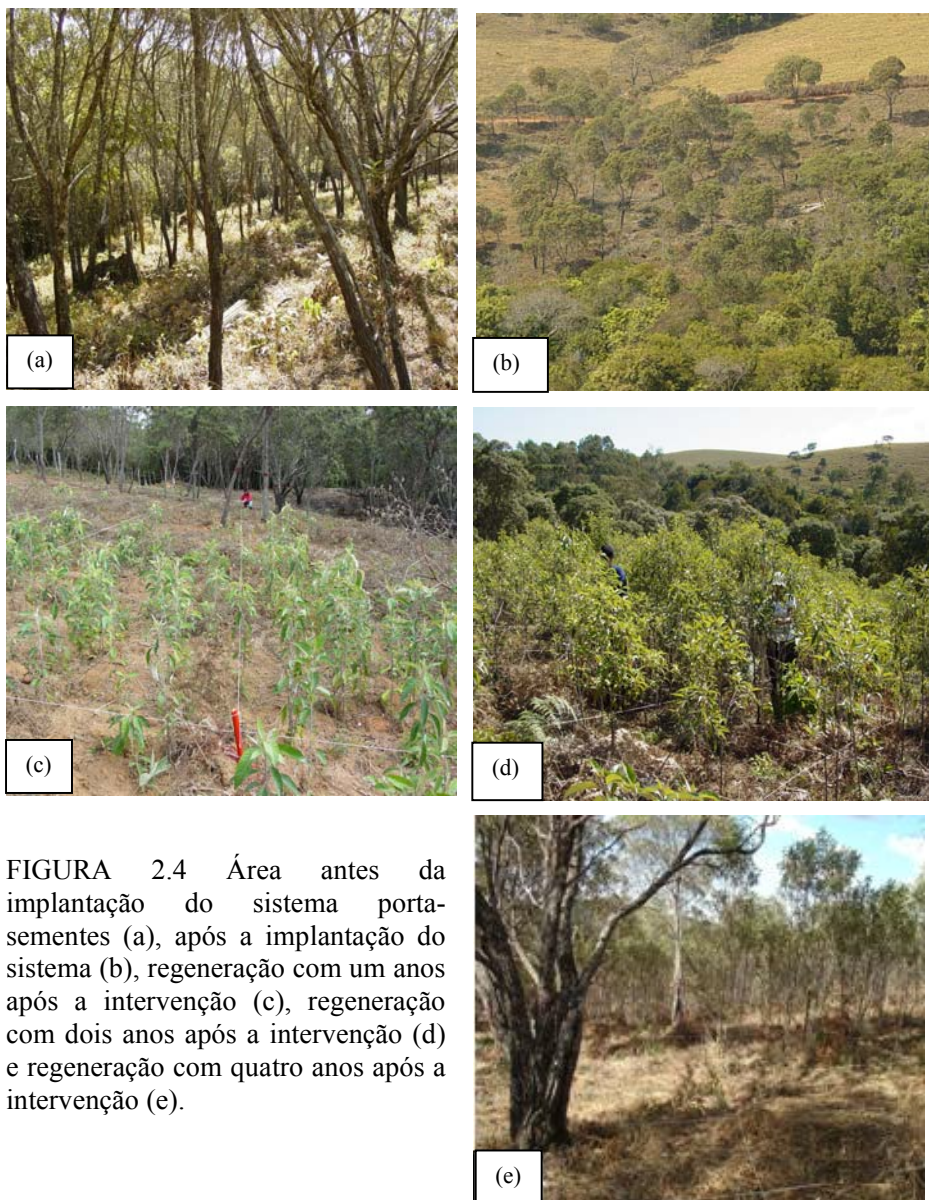 (a)
(b)
(c)
(d)
FIGURA 2.4 Área antes da
implantação do sistema porta-
sementes (a), após a implantação do
sistema (b), regeneração com um anos
após a intervenção (c), regeneração
com dois anos após a intervenção (d)
e regeneração com quatro anos após a
intervenção (e).
(e)